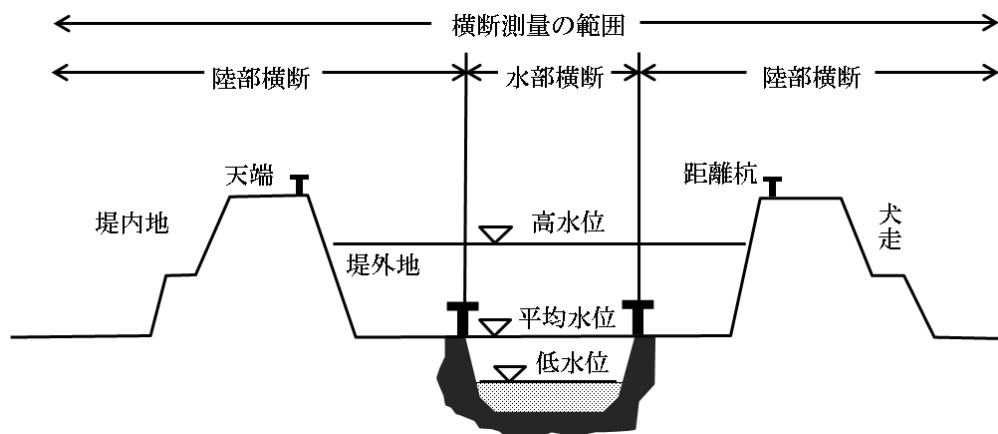 横断測量の範囲
陸部横断
水部横断
陸部横断
天端
距離杭
堤内地
高水位
犬走
堤外地
平均水位
低水位